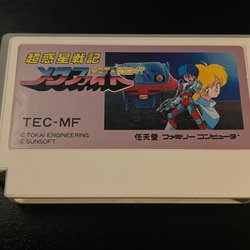 超惑星戦記
メタファイト
TEC-MF
©TOKAI ENGINEERING
©SUNSOFT
任天堂
ファミリー コンピュータ